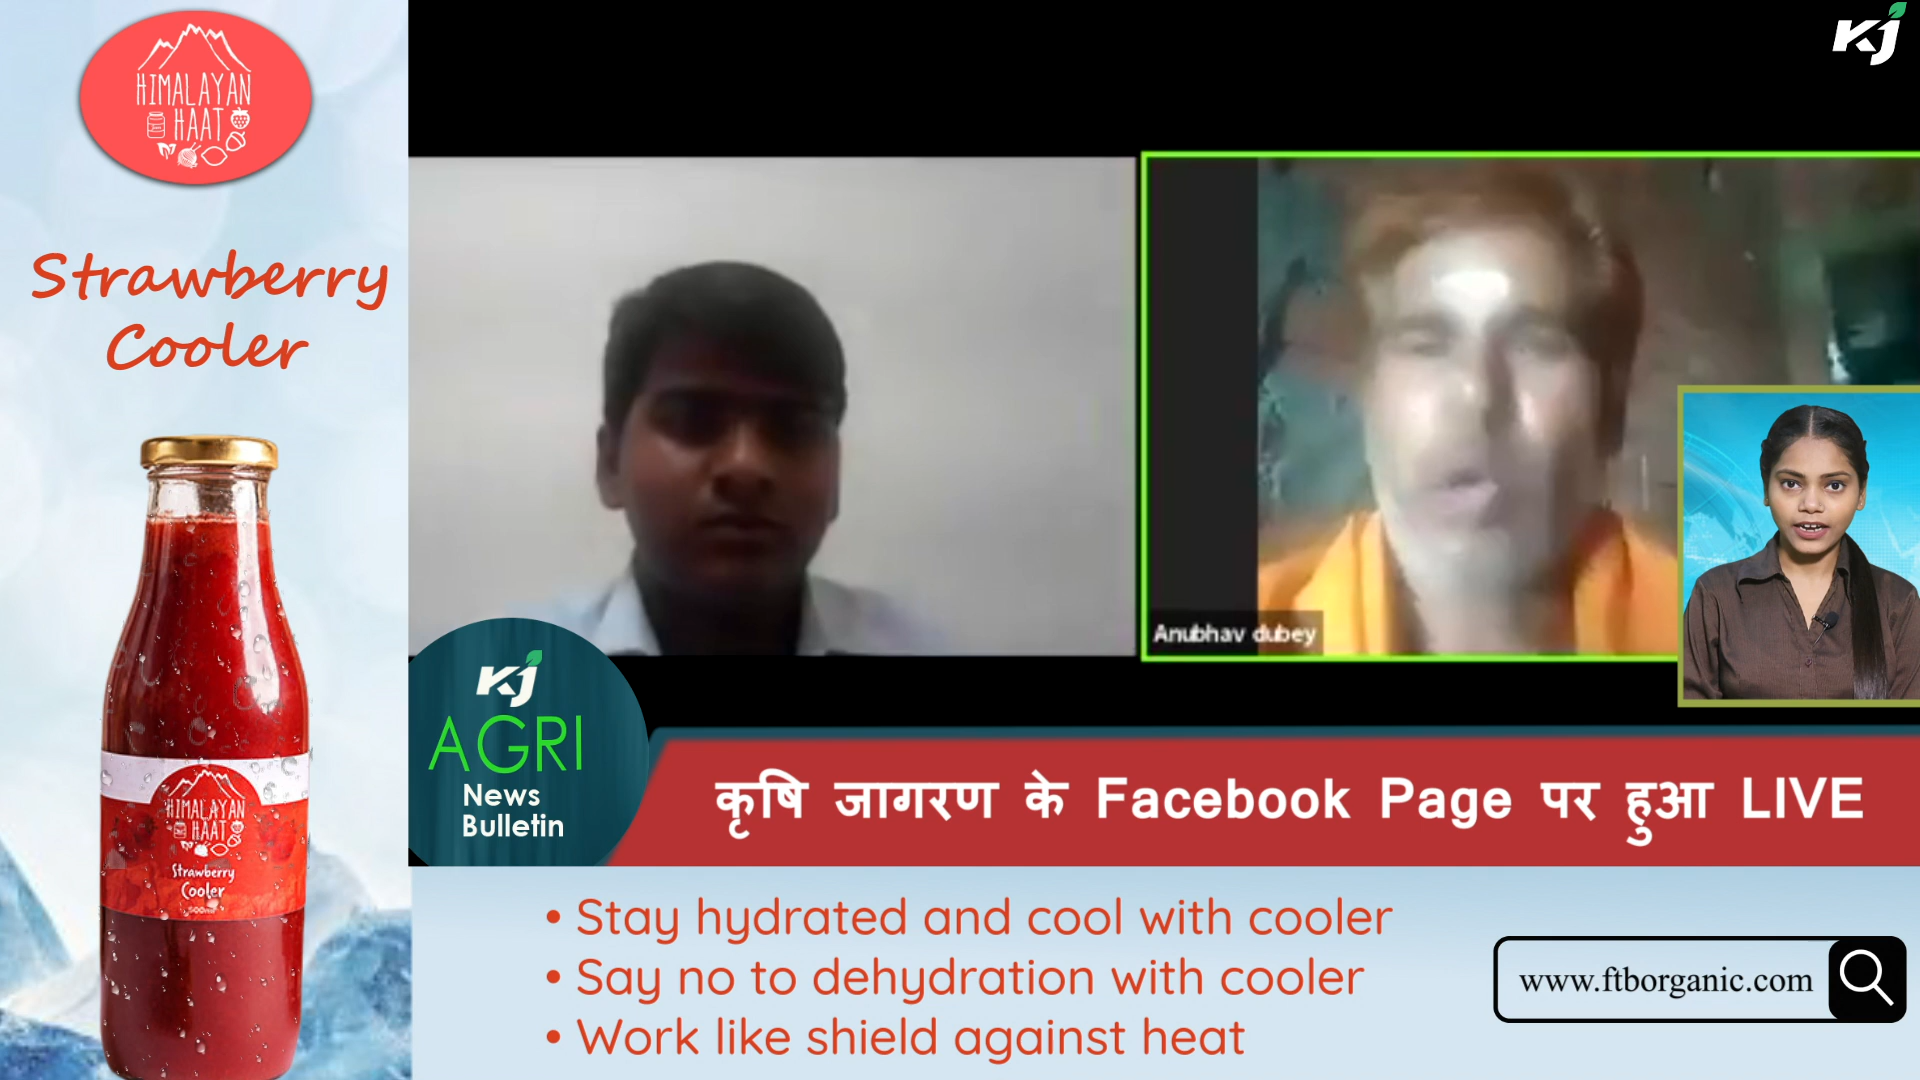 HIMALAYAN
HAAT
Strawberry
Cooler
HIMALAYAN
HAAT
Strawberry
Cooler
500ml
KJ
Anubhav dubey
KJ
AGRI
News
Bulletin
कृषि जागरण के Facebook Page पर हुआ LIVE
• Stay hydrated and cool with cooler
• Say no to dehydration with cooler
• Work like shield against heat
www.ftborganic.com